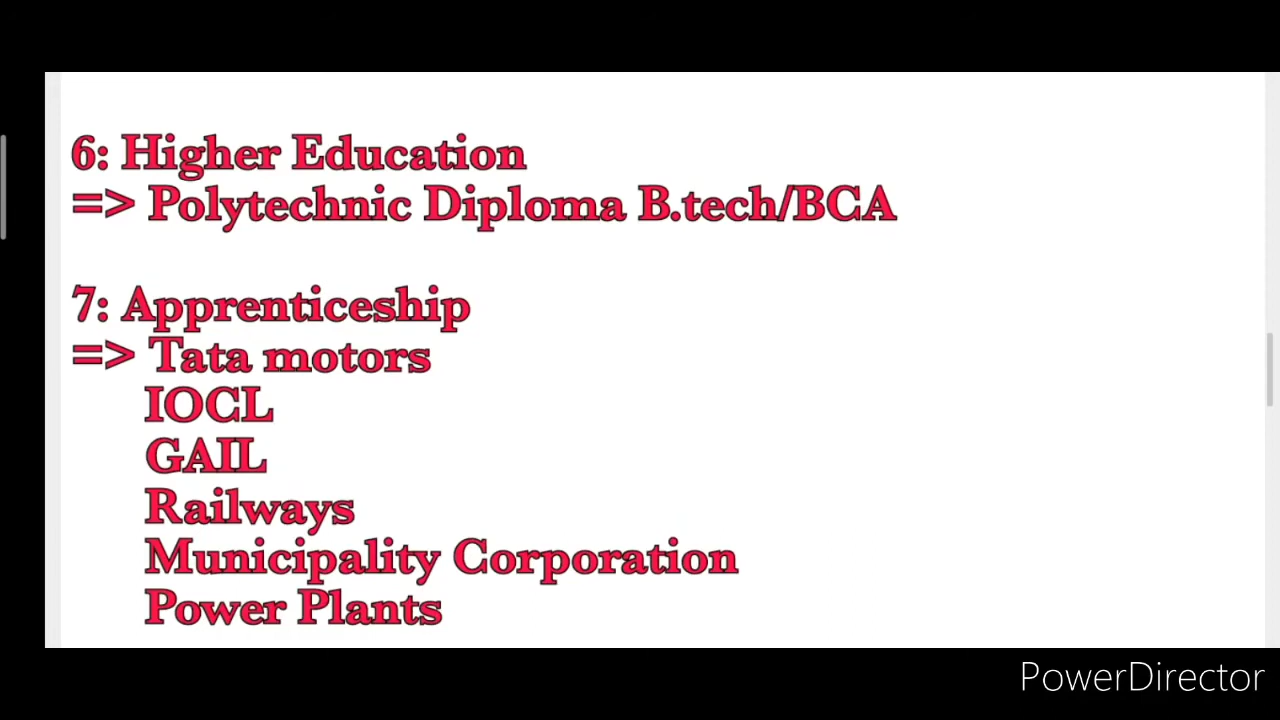 6: Higher Education
=> Polytechnic Diploma B.tech/BCA
7: Apprenticeship
=> Tata motors
IOCL
GAIL
Railways
Municipality Corporation
Power Plants
PowerDirector